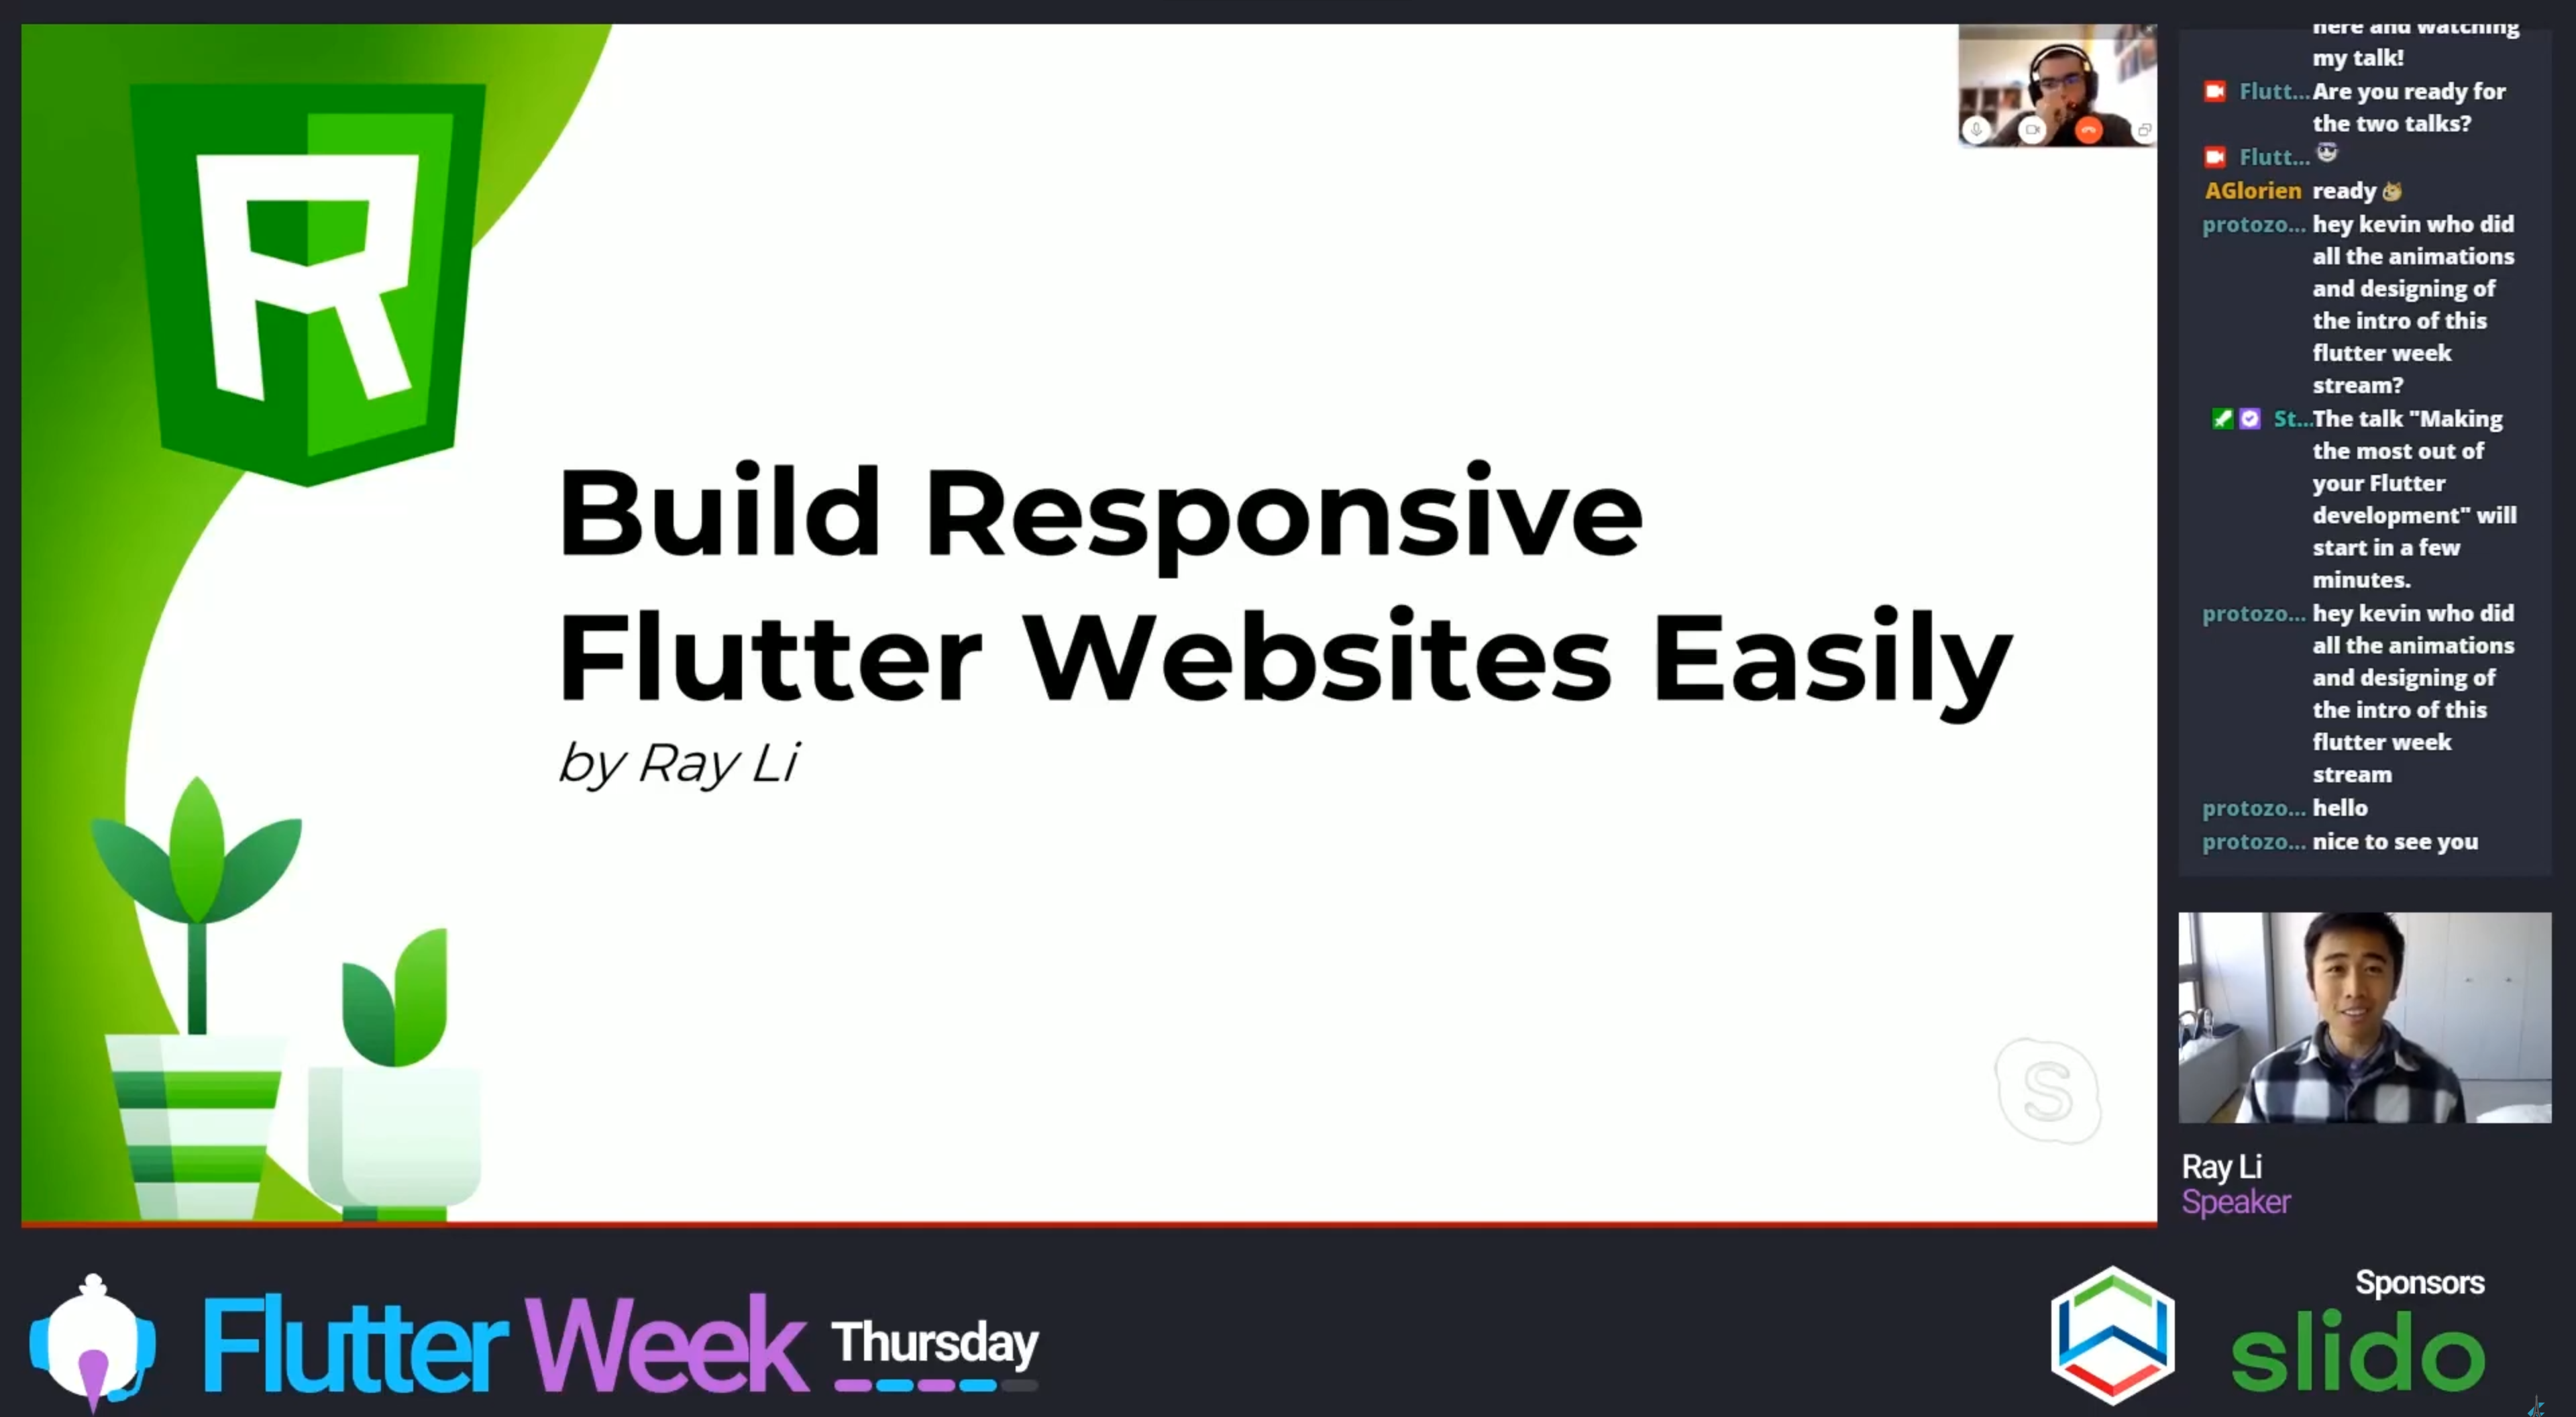 R
Build Responsive
Flutter Websites Easily
by Ray Li
S
here and watching
my talk!
Flutt... Are you ready for
the two talks?
Flutt...
AGlorien ready
protozo... hey kevin who did
all the animations
and designing of
the intro of this
flutter week
stream?
St... The talk "Making
the most out of
your Flutter
development" will
start in a few
minutes.
protozo... hey kevin who did
all the animations
and designing of
the intro of this
flutter week
stream
protozo... hello
protozo... nice to see you
Ray Li
Speaker
Flutter Week Thursday
Sponsors
slido